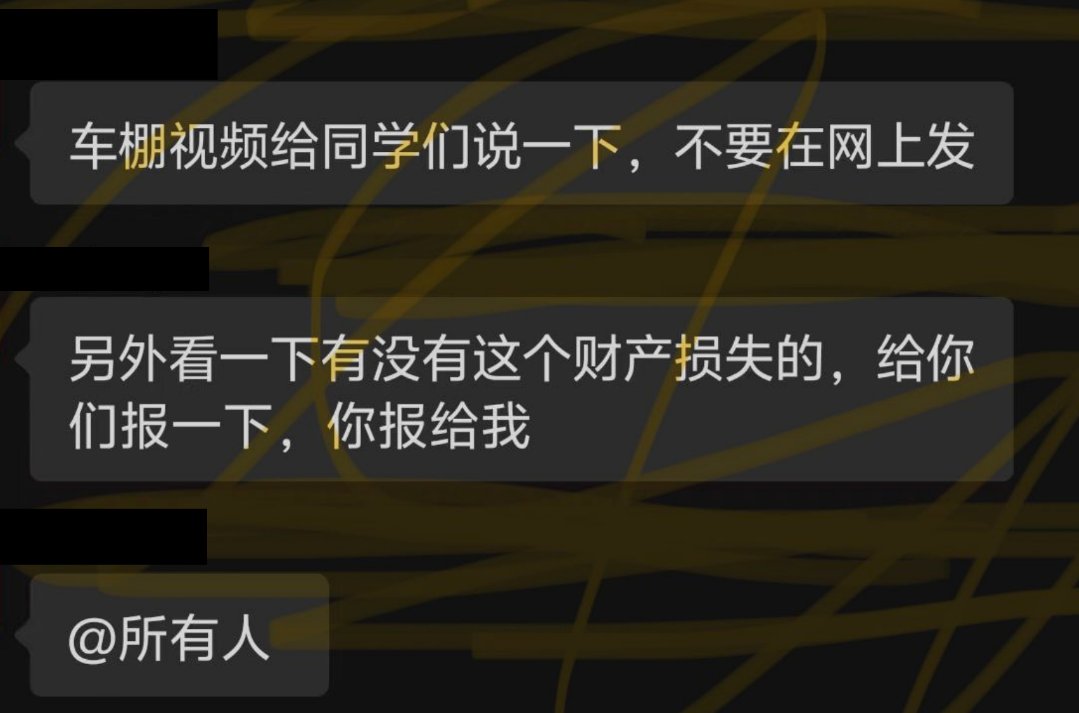 车棚视频给同学们说一下，不要在网上发
另外看一下有没有这个财产损失的，给你
们报一下，你报给我
@所有人